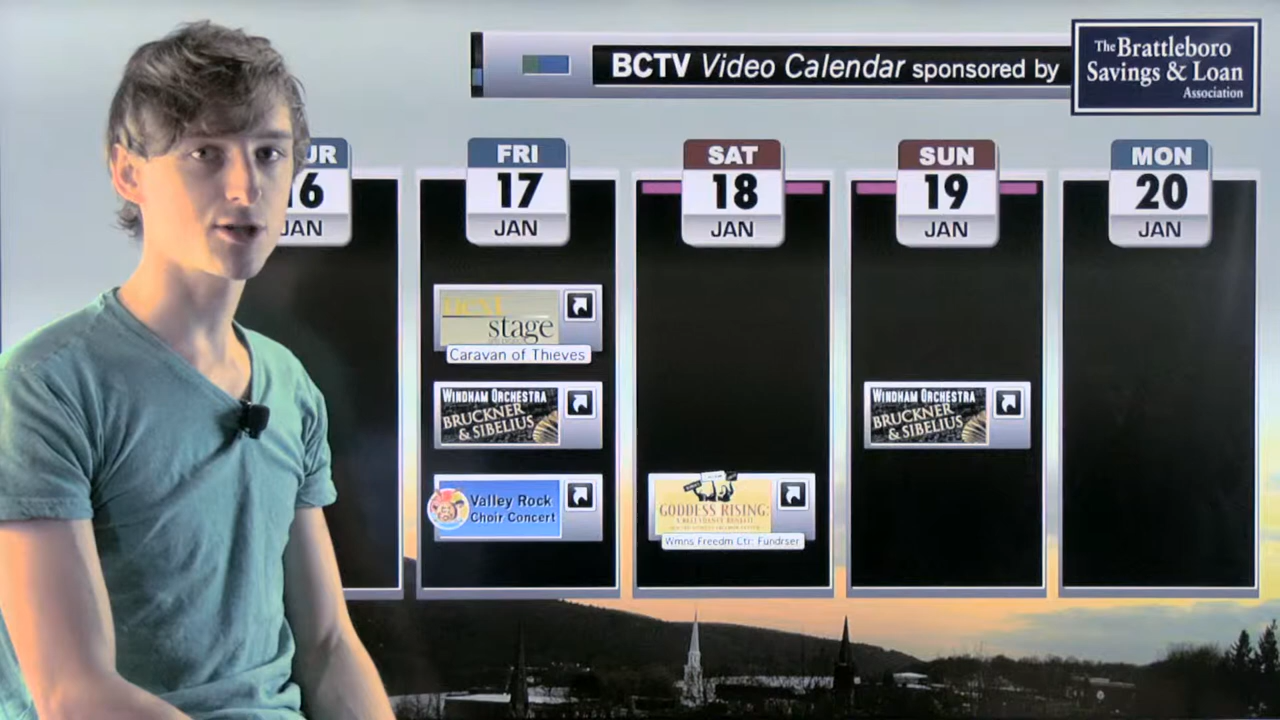 BCTV Video Calendar sponsored by
The Brattleboro
Savings & Loan
Association
UR
16
JAN
FRI
17
JAN
SAT
18
JAN
SUN
19
JAN
MON
20
JAN
next
stage
Caravan of Thieves
WINDHAM ORCHESTRA
BRUCKNER
& SIBELIUS
Valley Rock
Choir Concert
GODDESS RISING:
A BELLYDANCE BENEFIT
Wmns Freedm Ctr: Fundrser
WINDHAM ORCHESTRA
BRUCKNER
& SIBELIUS